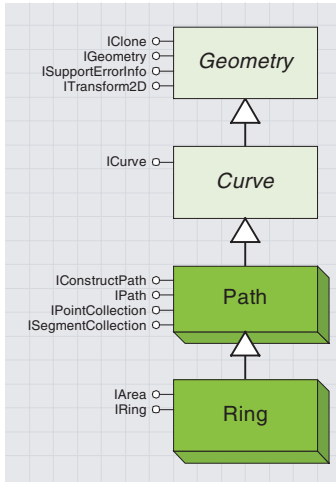 IClone
IGeometry
ISupportErrorInfo
ITransform2D
Geometry
ICurve
Curve
IConstructPath
IPath
IPointCollection
ISegmentCollection
Path
IArea
IRing
Ring